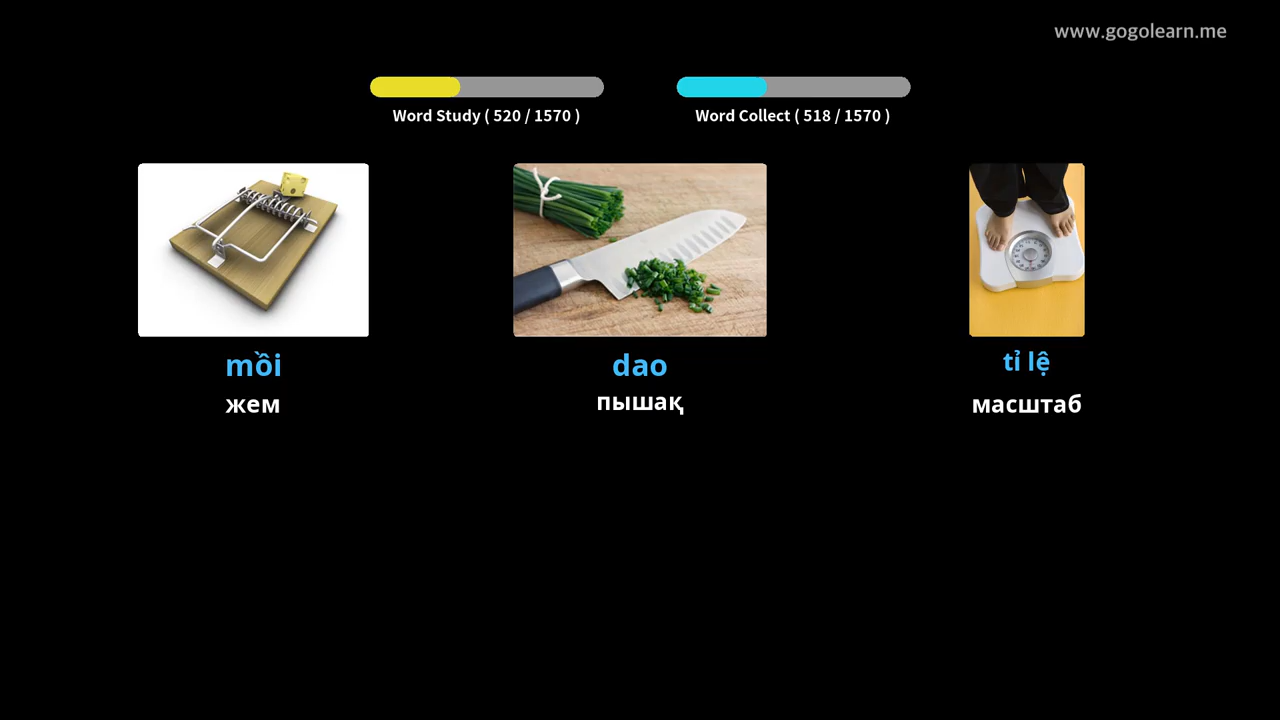 www.gogolearn.me
Word Study ( 520 / 1570 )
Word Collect ( 518 / 1570 )
mồi
dao
tỉ lệ
жем
пышақ
масштаб